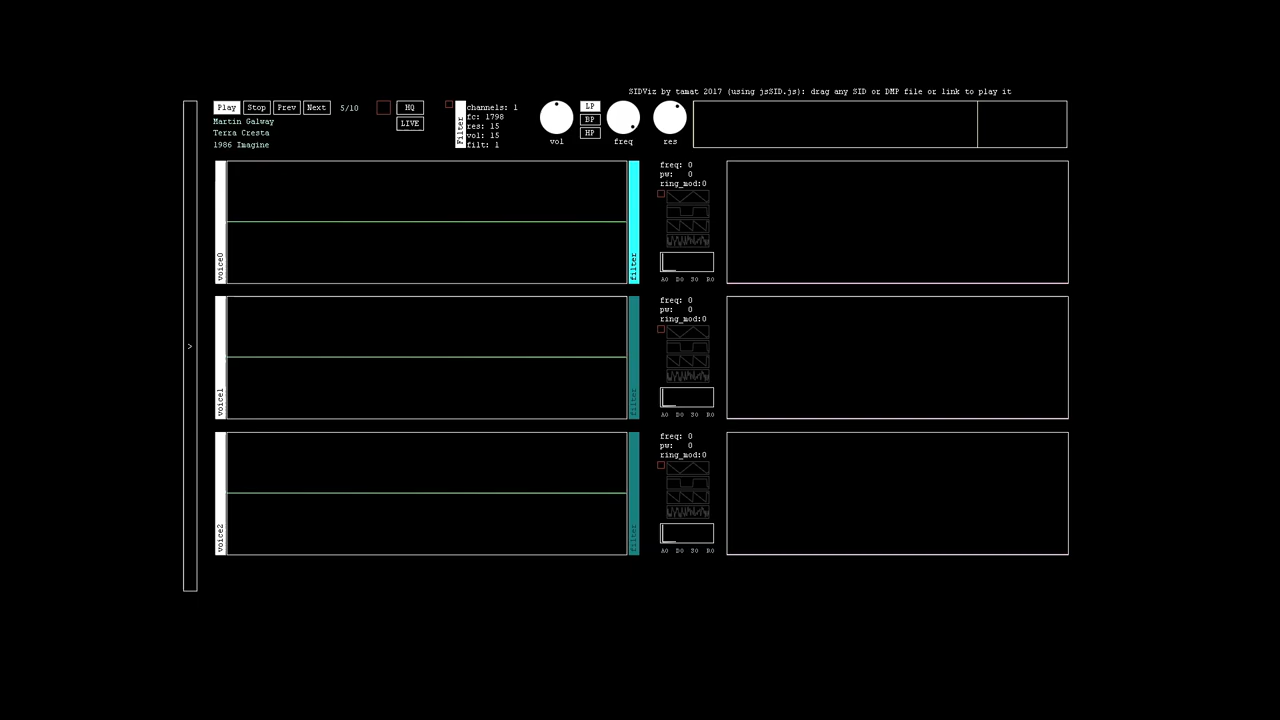 SIDViz by tamat 2017 (using jsSID.js): drag any SID or DMP file or link to play it
Play Stop Prev Next 5/10 HQ
LIVE
Martin Galway
Terra Cresta
1986 Imagine
Filter
channels: 1
fc: 1798
res: 15
vol: 15
filt: 1
vol
LP
BP
HP
freq
res
>
voice0
filter
freq: 0
pw: 0
ring_mod:0
A0 D0 S0 R0
voice1
filter
freq: 0
pw: 0
ring_mod:0
A0 D0 S0 R0
voice2
filter
freq: 0
pw: 0
ring_mod:0
A0 D0 S0 R0